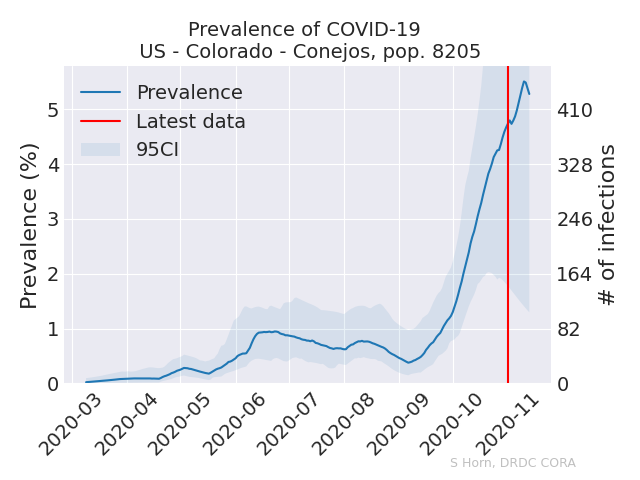 Prevalence of COVID-19
US - Colorado - Conejos, pop. 8205
Prevalence
Latest data
95CI
Prevalence (%)
5
4
3
2
1
0
410
328
246
164
82
0
# of infections
2020-03
2020-04
2020-05
2020-06
2020-07
2020-08
2020-09
2020-10
2020-11
S Horn, DRDC CORA